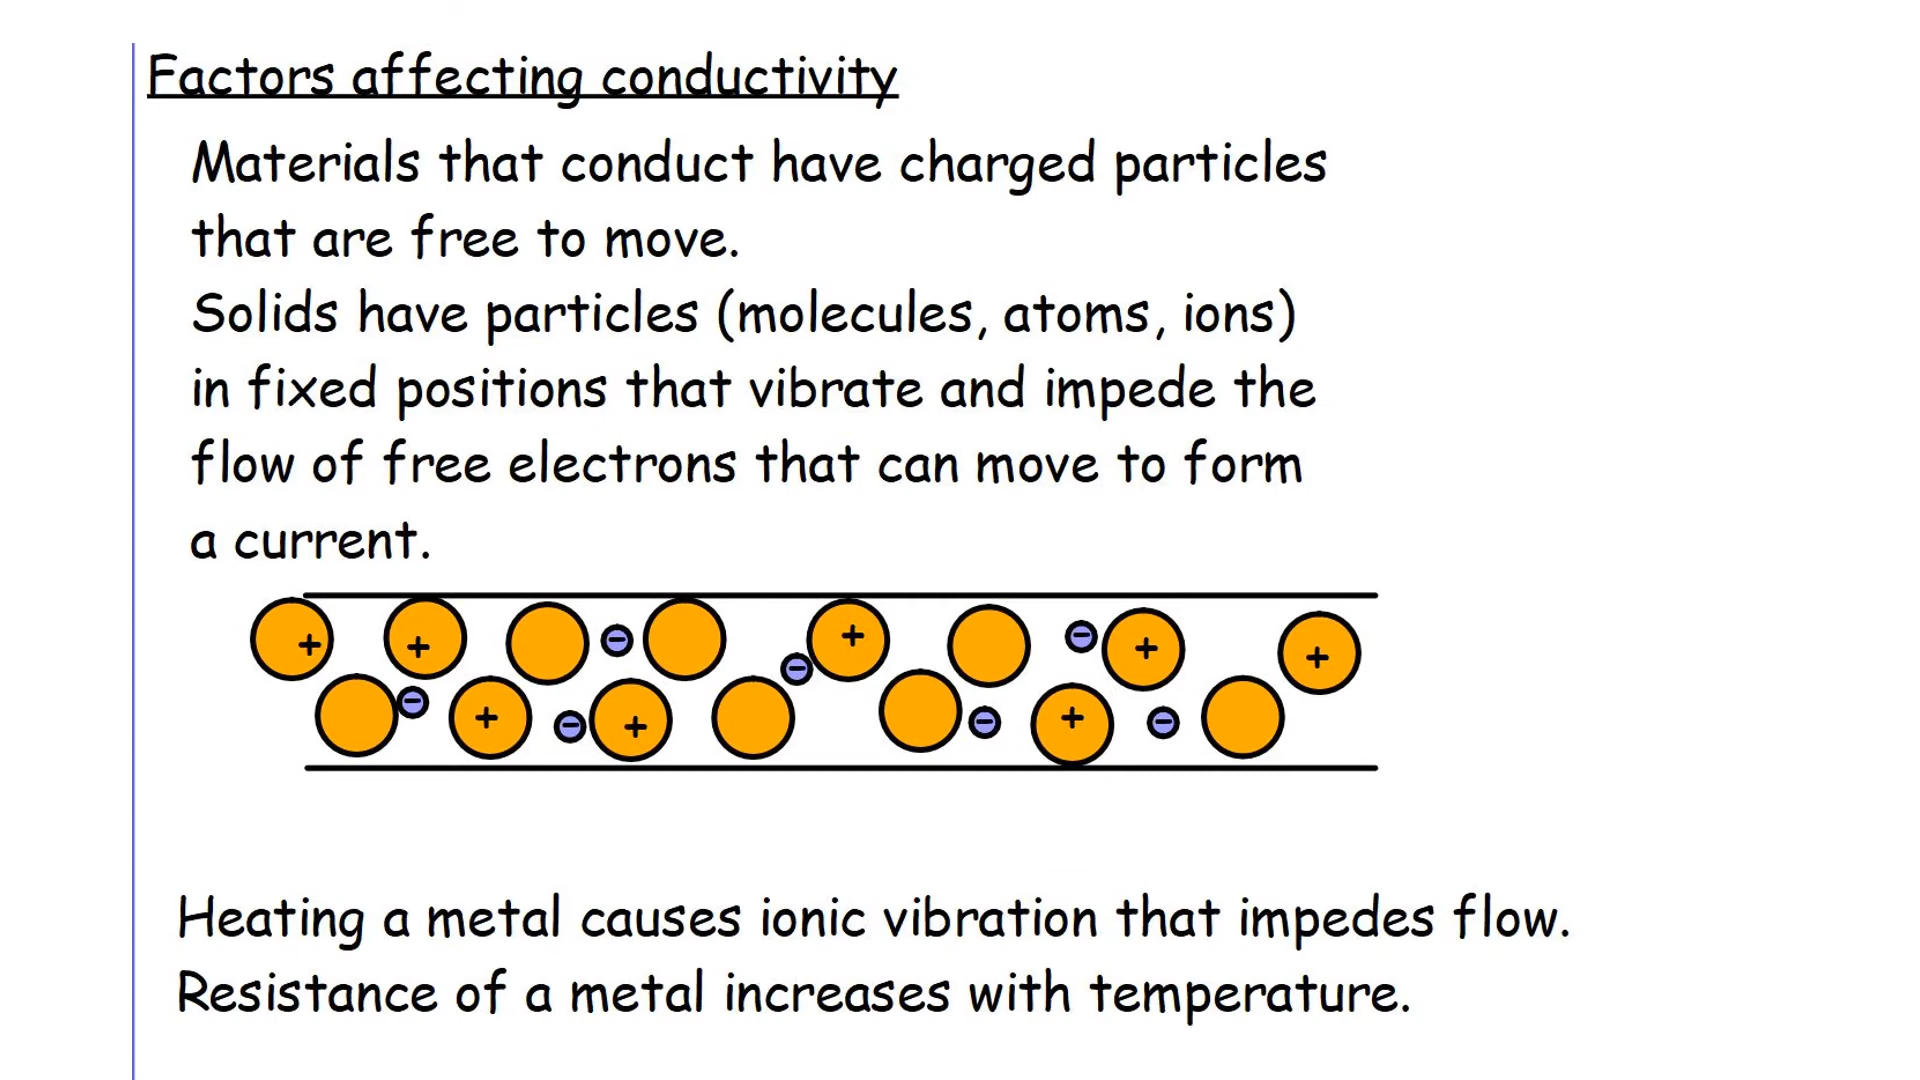 Factors affecting conductivity
Materials that conduct have charged particles
that are free to move.
Solids have particles (molecules, atoms, ions)
in fixed positions that vibrate and impede the
flow of free electrons that can move to form
a current.
+ + − − + − + +
− + − + − + −
Heating a metal causes ionic vibration that impedes flow.
Resistance of a metal increases with temperature.